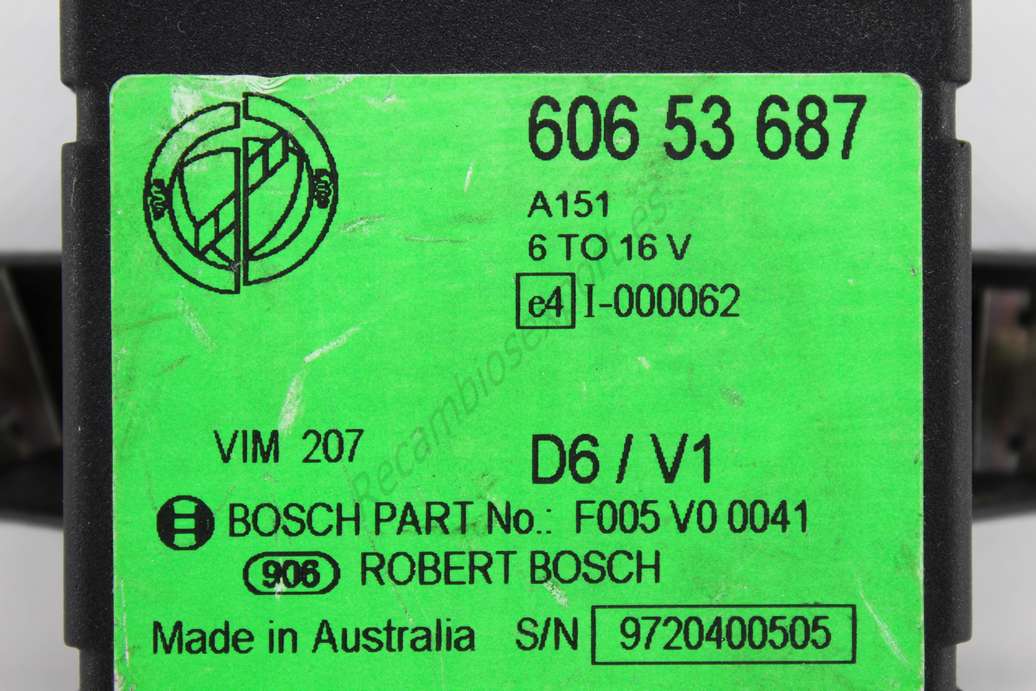 606 53 687
A151
6 TO 16 V
e4 I-000062
VIM 207
D6 / V1
BOSCH PART No.: F005 V0 0041
906 ROBERT BOSCH
Made in Australia S/N 9720400505